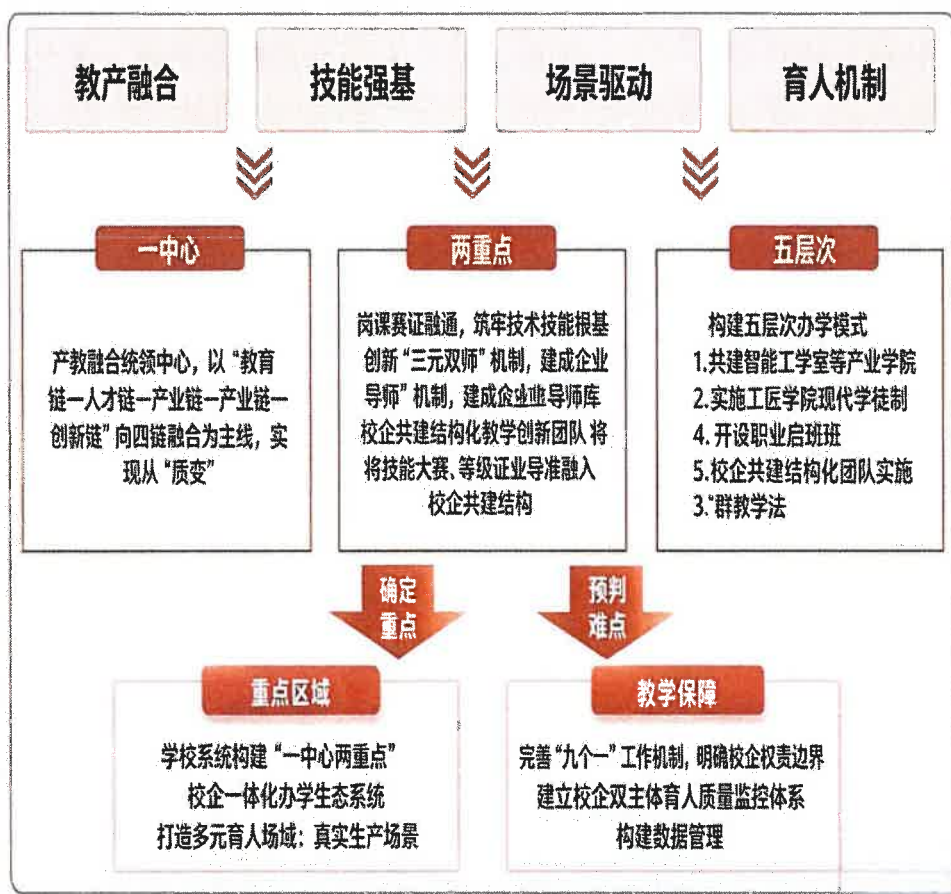 教产融合
技能强基
场景驱动
育人机制
一中心
产教融合统领中心，以“教育
链一人才链一产业链一产业链一
创新链”向四链融合为主线，实
现从“质变”
两重点
岗课赛证融通，筑牢技术技能根基
创新“三元双师”机制，建成企业
导师”机制，建成企业业导师库
校企共建结构化教学创新团队 将
将技能大赛、等级证业导准融入
校企共建结构
五层次
构建五层次办学模式
1.共建智能工学室等产业学院
2.实施工匠学院现代学徒制
4. 开设职业启班班
5.校企共建结构化团队实施
3.“群教学法
确定
重点
预判
难点
重点区域
学校系统构建“一中心两重点”
校企一体化办学生态系统
打造多元育人场域：真实生产场景
教学保障
完善“九个一”工作机制，明确校企权责边界
建立校企双主体育人质量监控体系
构建数据管理